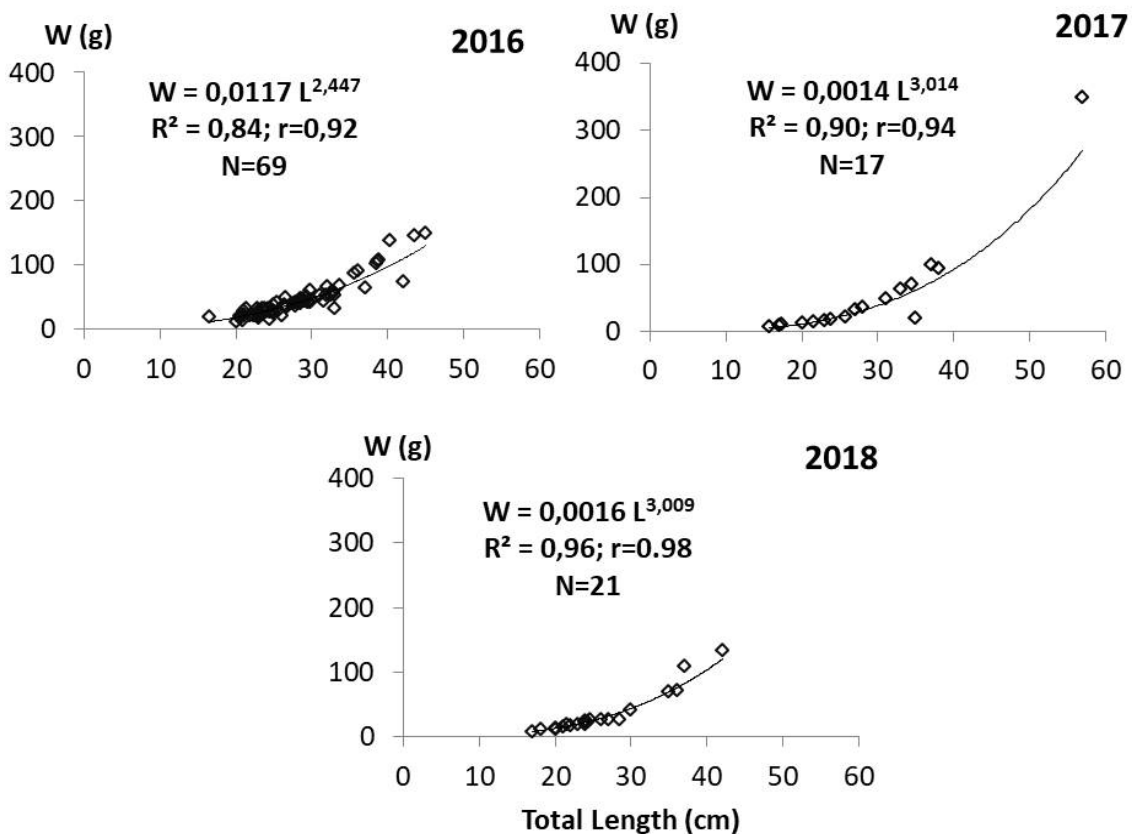 W (g)
2016
400
300
200
100
0
W = 0,0117 L^2,447
R² = 0,84; r=0,92
N=69
0 10 20 30 40 50 60
W (g)
2017
400
300
200
100
0
W = 0,0014 L^3,014
R² = 0,90; r=0,94
N=17
0 10 20 30 40 50 60
W (g)
2018
400
300
200
100
0
W = 0,0016 L^3,009
R² = 0,96; r=0.98
N=21
0 10 20 30 40 50 60
Total Length (cm)